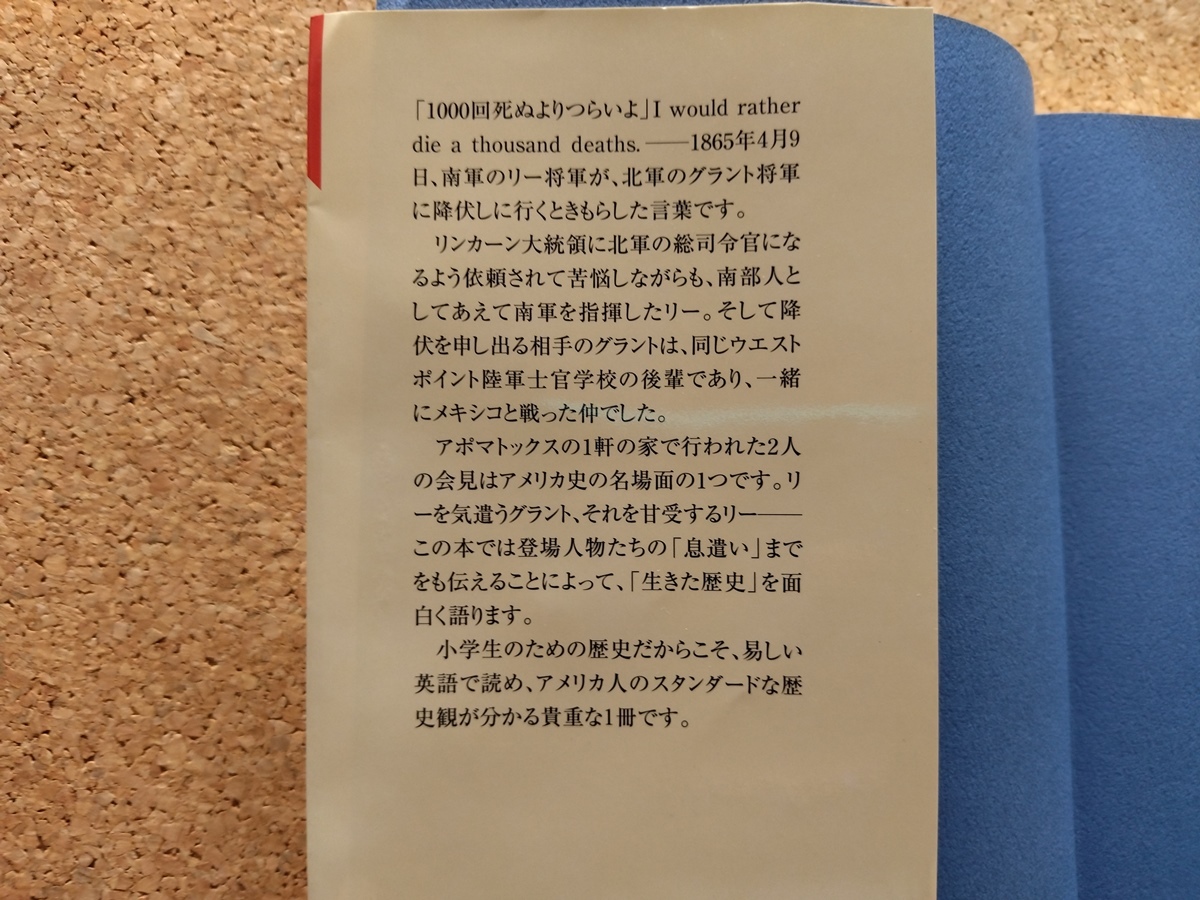 「1000回死ぬよりつらいよ」I would rather
die a thousand deaths.――1865年4月9
日、南軍のリー将軍が、北軍のグラント将軍
に降伏しに行くときもらした言葉です。
リンカーン大統領に北軍の総司令官にな
るよう依頼されて苦悩しながらも、南部人と
してあえて南軍を指揮したリー。そして降
伏を申し出る相手のグラントは、同じウエスト
ポイント陸軍士官学校の後輩であり、一緒
にメキシコと戦った仲でした。
アポマトックスの1軒の家で行われた2人
の会見はアメリカ史の名場面の1つです。リ
ーを気遣うグラント、それを甘受するリー――
この本では登場人物たちの「息遣い」まで
をも伝えることによって、「生きた歴史」を面
白く語ります。
小学生のための歴史だからこそ、易しい
英語で読め、アメリカ人のスタンダードな歴
史観が分かる貴重な1冊です。